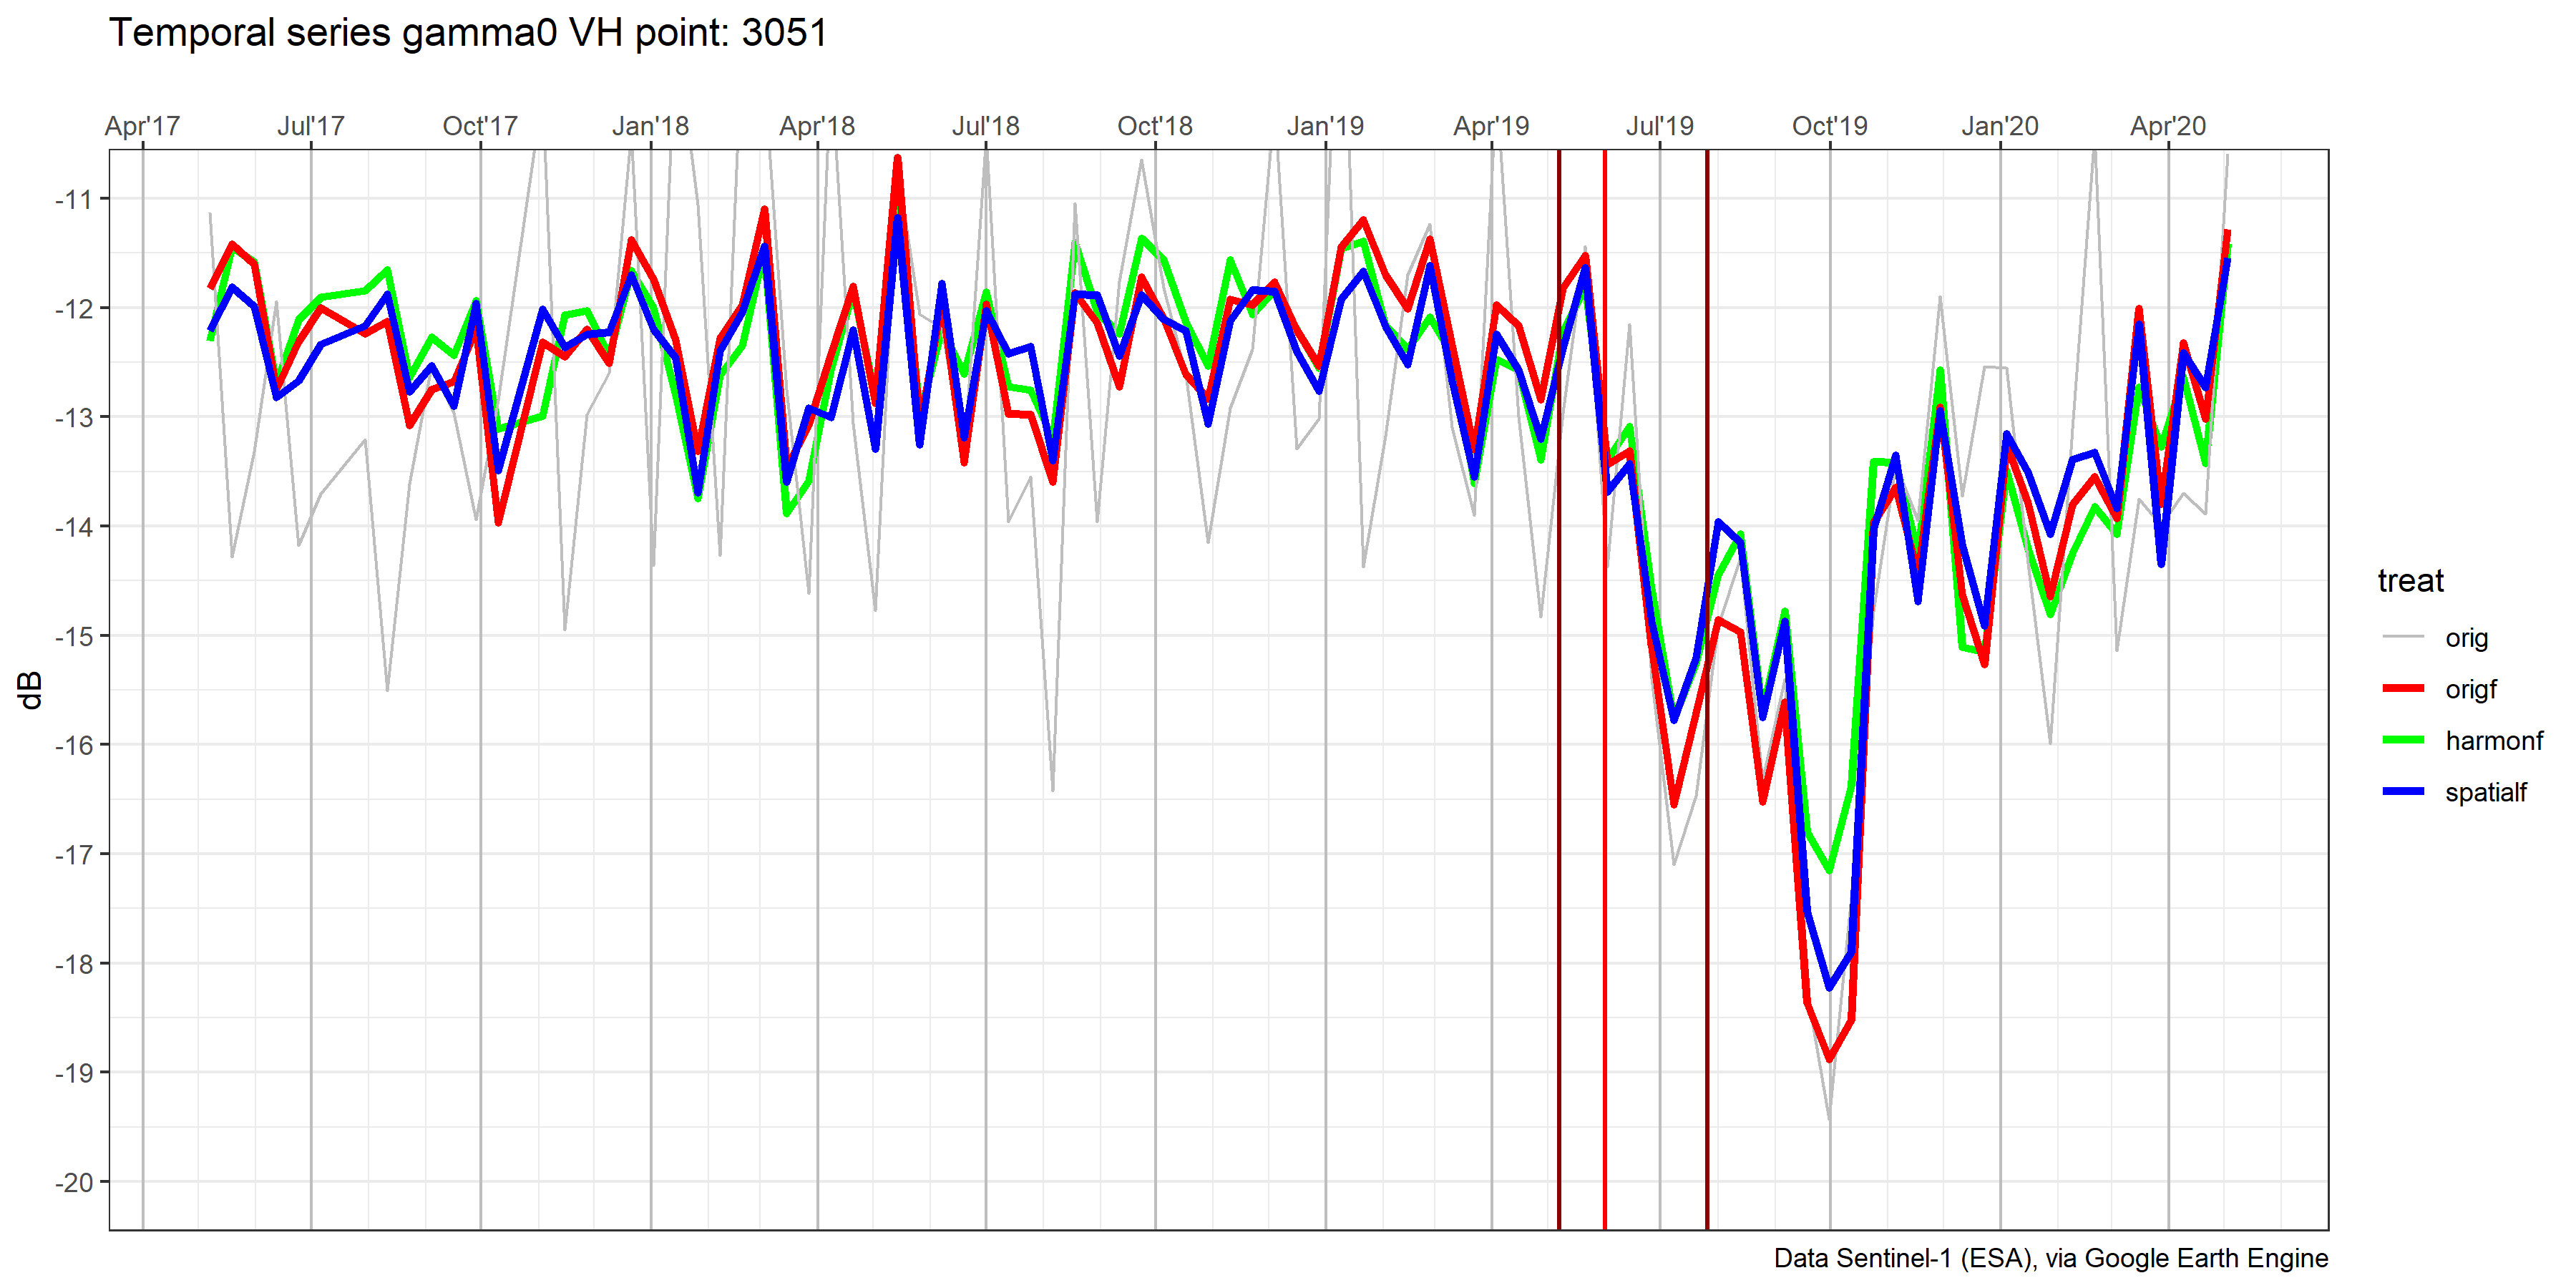 Temporal series gamma0 VH point: 3051
Apr'17 Jul'17 Oct'17 Jan'18 Apr'18 Jul'18 Oct'18 Jan'19 Apr'19 Jul'19 Oct'19 Jan'20 Apr'20
-11
-12
-13
-14
-15
-16
-17
-18
-19
-20
dB
treat
orig
origf
harmonf
spatialf
Data Sentinel-1 (ESA), via Google Earth Engine